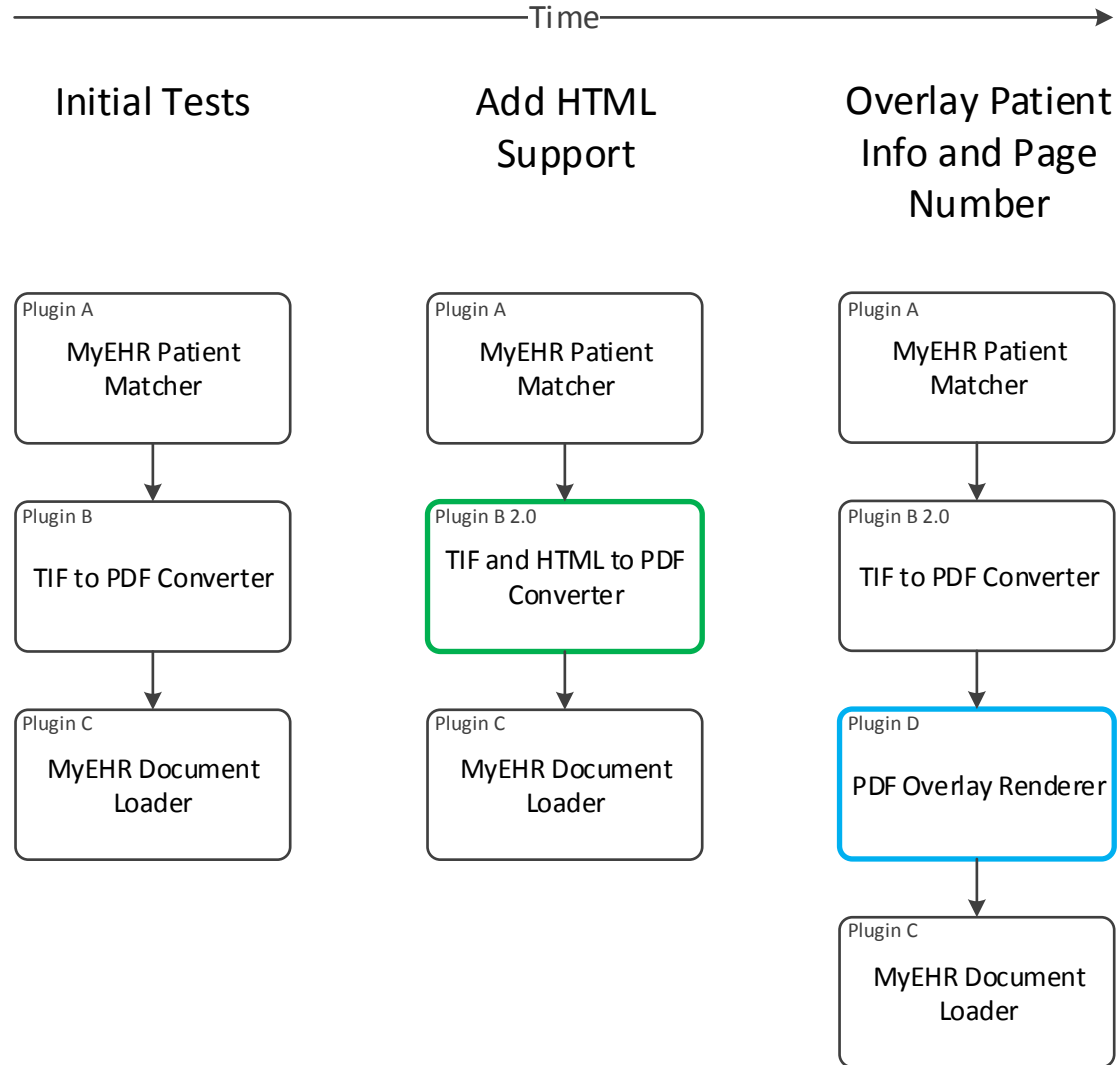 Time
Initial Tests
Add HTML
Support
Overlay Patient
Info and Page
Number
Plugin A
MyEHR Patient
Matcher
Plugin B
TIF to PDF Converter
Plugin C
MyEHR Document
Loader
Plugin A
MyEHR Patient
Matcher
Plugin B 2.0
TIF and HTML to PDF
Converter
Plugin C
MyEHR Document
Loader
Plugin A
MyEHR Patient
Matcher
Plugin B 2.0
TIF to PDF Converter
Plugin D
PDF Overlay Renderer
Plugin C
MyEHR Document
Loader